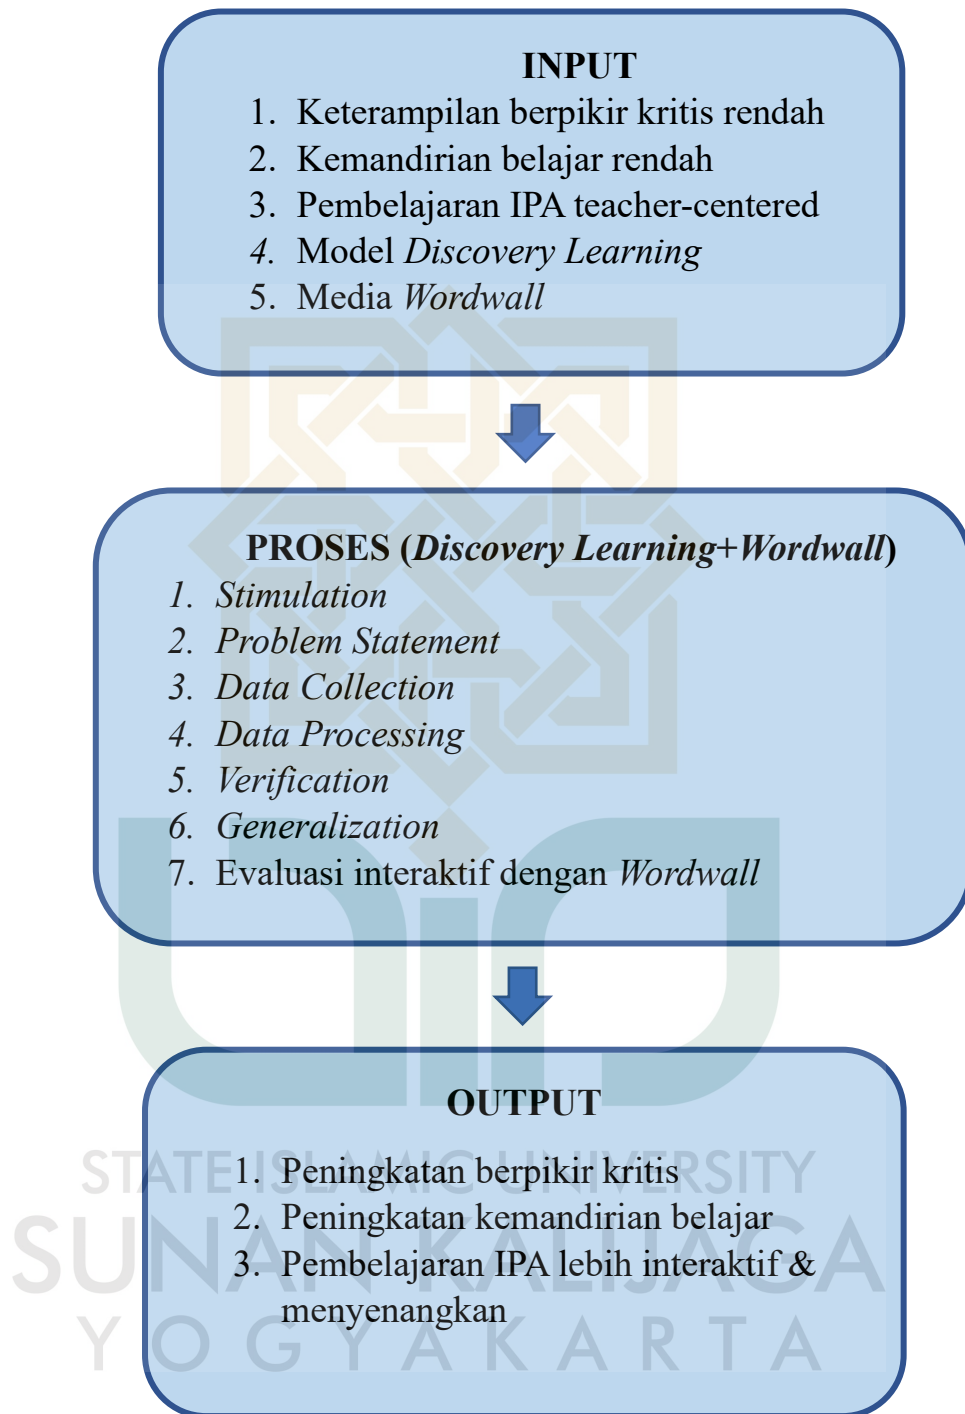 INPUT
1. Keterampilan berpikir kritis rendah
2. Kemandirian belajar rendah
3. Pembelajaran IPA teacher-centered
4. Model Discovery Learning
5. Media Wordwall
PROSES (Discovery Learning+Wordwall)
1. Stimulation
2. Problem Statement
3. Data Collection
4. Data Processing
5. Verification
6. Generalization
7. Evaluasi interaktif dengan Wordwall
OUTPUT
1. Peningkatan berpikir kritis
2. Peningkatan kemandirian belajar
3. Pembelajaran IPA lebih interaktif &
menyenangkan
STATE ISLAMIC UNIVERSITY
SUNAN KALIJAGA
YOGYAKARTA